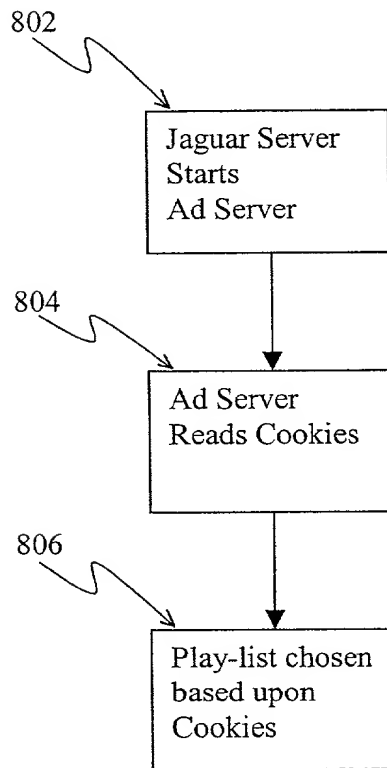 802
Jaguar Server
Starts
Ad Server
804
Ad Server
Reads Cookies
806
Play-list chosen
based upon
Cookies